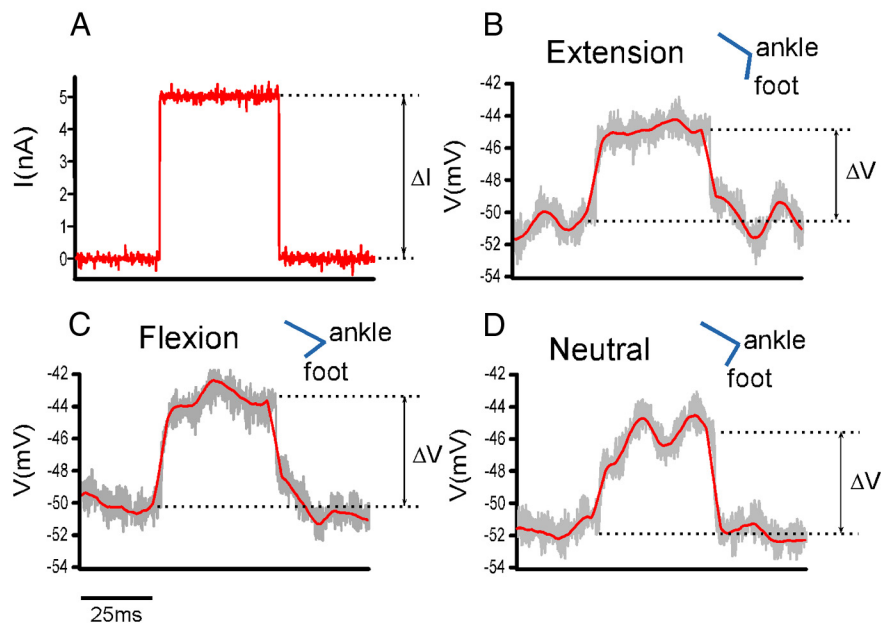 A
I(nA)
5
4
3
2
1
0
ΔI
B
Extension
ankle
foot
V(mV)
-42
-44
-46
-48
-50
-52
-54
ΔV
C
Flexion
ankle
foot
V(mV)
-42
-44
-46
-48
-50
-52
-54
ΔV
25ms
D
Neutral
ankle
foot
V(mV)
-42
-44
-46
-48
-50
-52
-54
ΔV